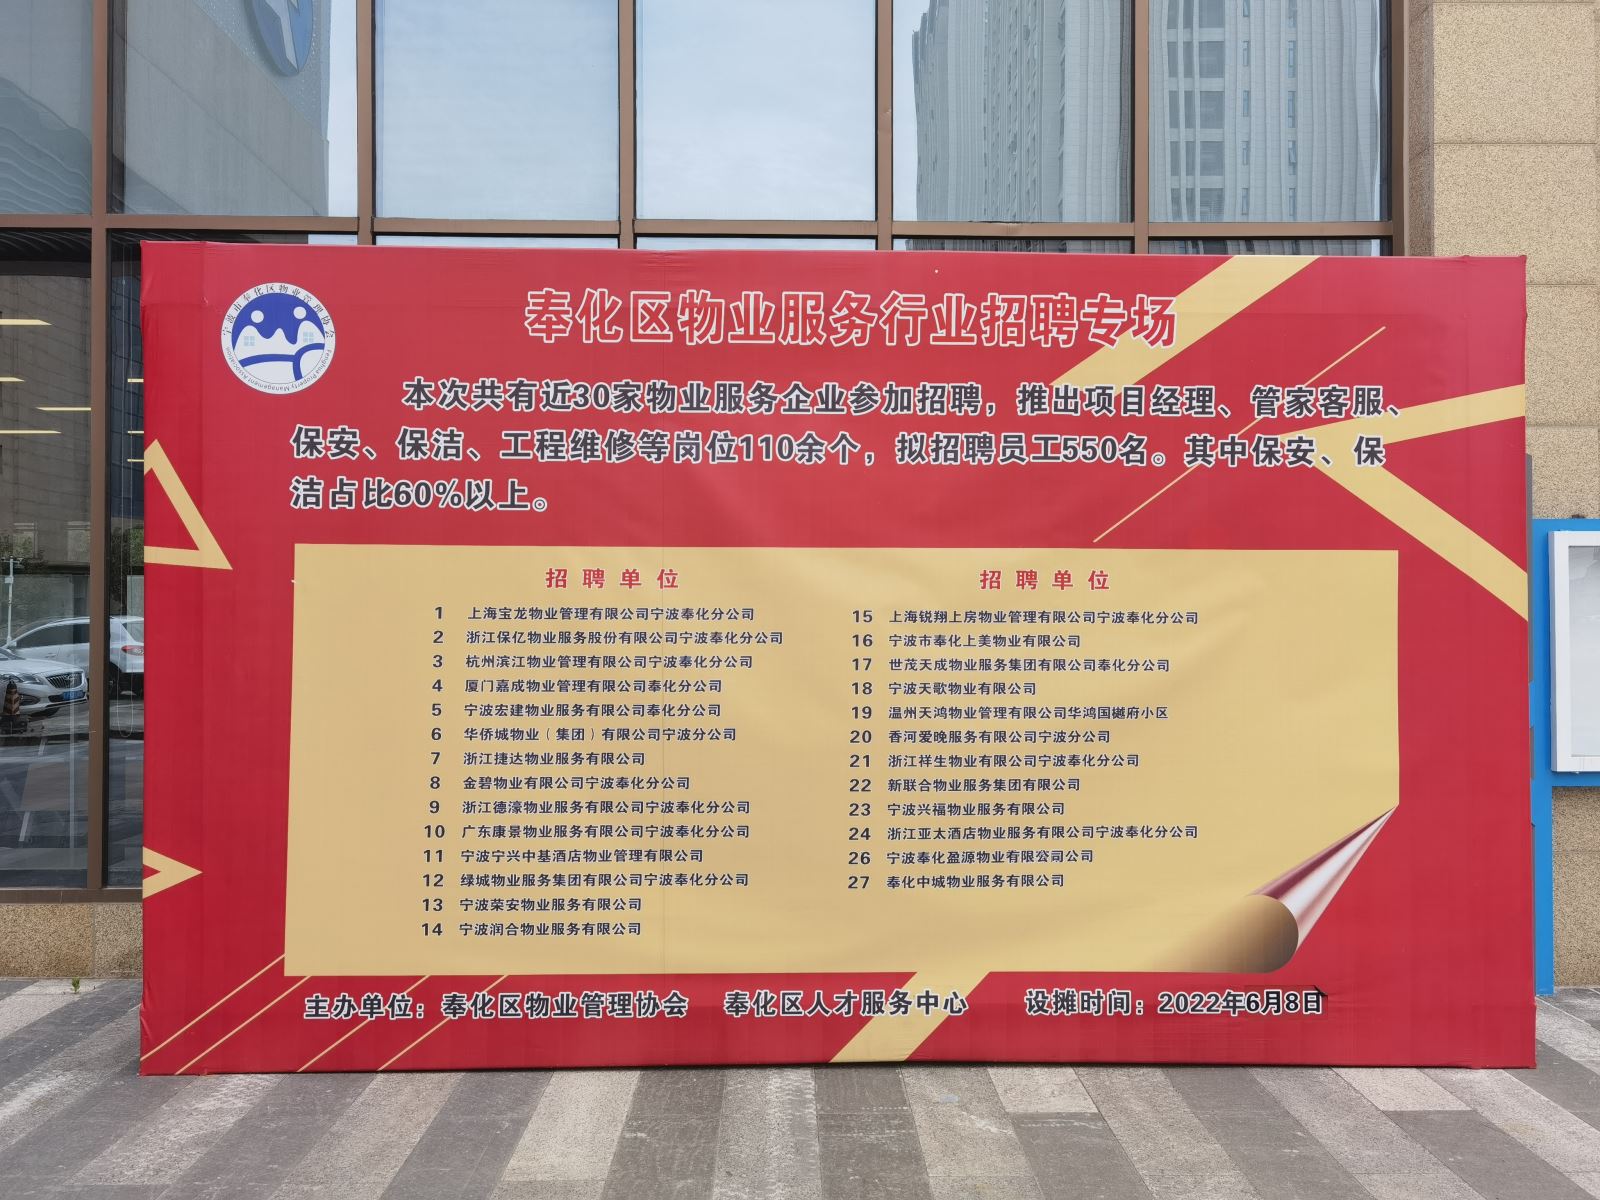 宁波市奉化区物业管理协会
Fenghua Property Management Association
奉化区物业服务行业招聘专场
本次共有近30家物业服务企业参加招聘，推出项目经理、管家客服、
保安、保洁、工程维修等岗位110余个，拟招聘员工550名。其中保安、保
洁占比60%以上。
招聘单位
1 上海宝龙物业管理有限公司宁波奉化分公司
2 浙江保亿物业服务股份有限公司宁波奉化分公司
3 杭州滨江物业管理有限公司宁波奉化分公司
4 厦门嘉成物业管理有限公司奉化分公司
5 宁波宏建物业服务有限公司奉化分公司
6 华侨城物业（集团）有限公司宁波分公司
7 浙江捷达物业服务有限公司
8 金碧物业有限公司宁波奉化分公司
9 浙江德濠物业服务有限公司宁波奉化分公司
10 广东康景物业服务有限公司宁波奉化分公司
11 宁波宁兴中基酒店物业管理有限公司
12 绿城物业服务集团有限公司宁波奉化分公司
13 宁波荣安物业服务有限公司
14 宁波润合物业服务有限公司
招聘单位
15 上海锐翔上房物业管理有限公司宁波奉化分公司
16 宁波市奉化上美物业有限公司
17 世茂天成物业服务集团有限公司奉化分公司
18 宁波天歌物业有限公司
19 温州天鸿物业管理有限公司华鸿国樾府小区
20 香河爱晚服务有限公司宁波分公司
21 浙江祥生物业有限公司宁波奉化分公司
22 新联合物业服务集团有限公司
23 宁波兴福物业服务有限公司
24 浙江亚太酒店物业服务有限公司宁波奉化分公司
26 宁波奉化盈源物业有限公司公司
27 奉化中城物业服务有限公司
主办单位：奉化区物业管理协会 奉化区人才服务中心 设摊时间：2022年6月8日